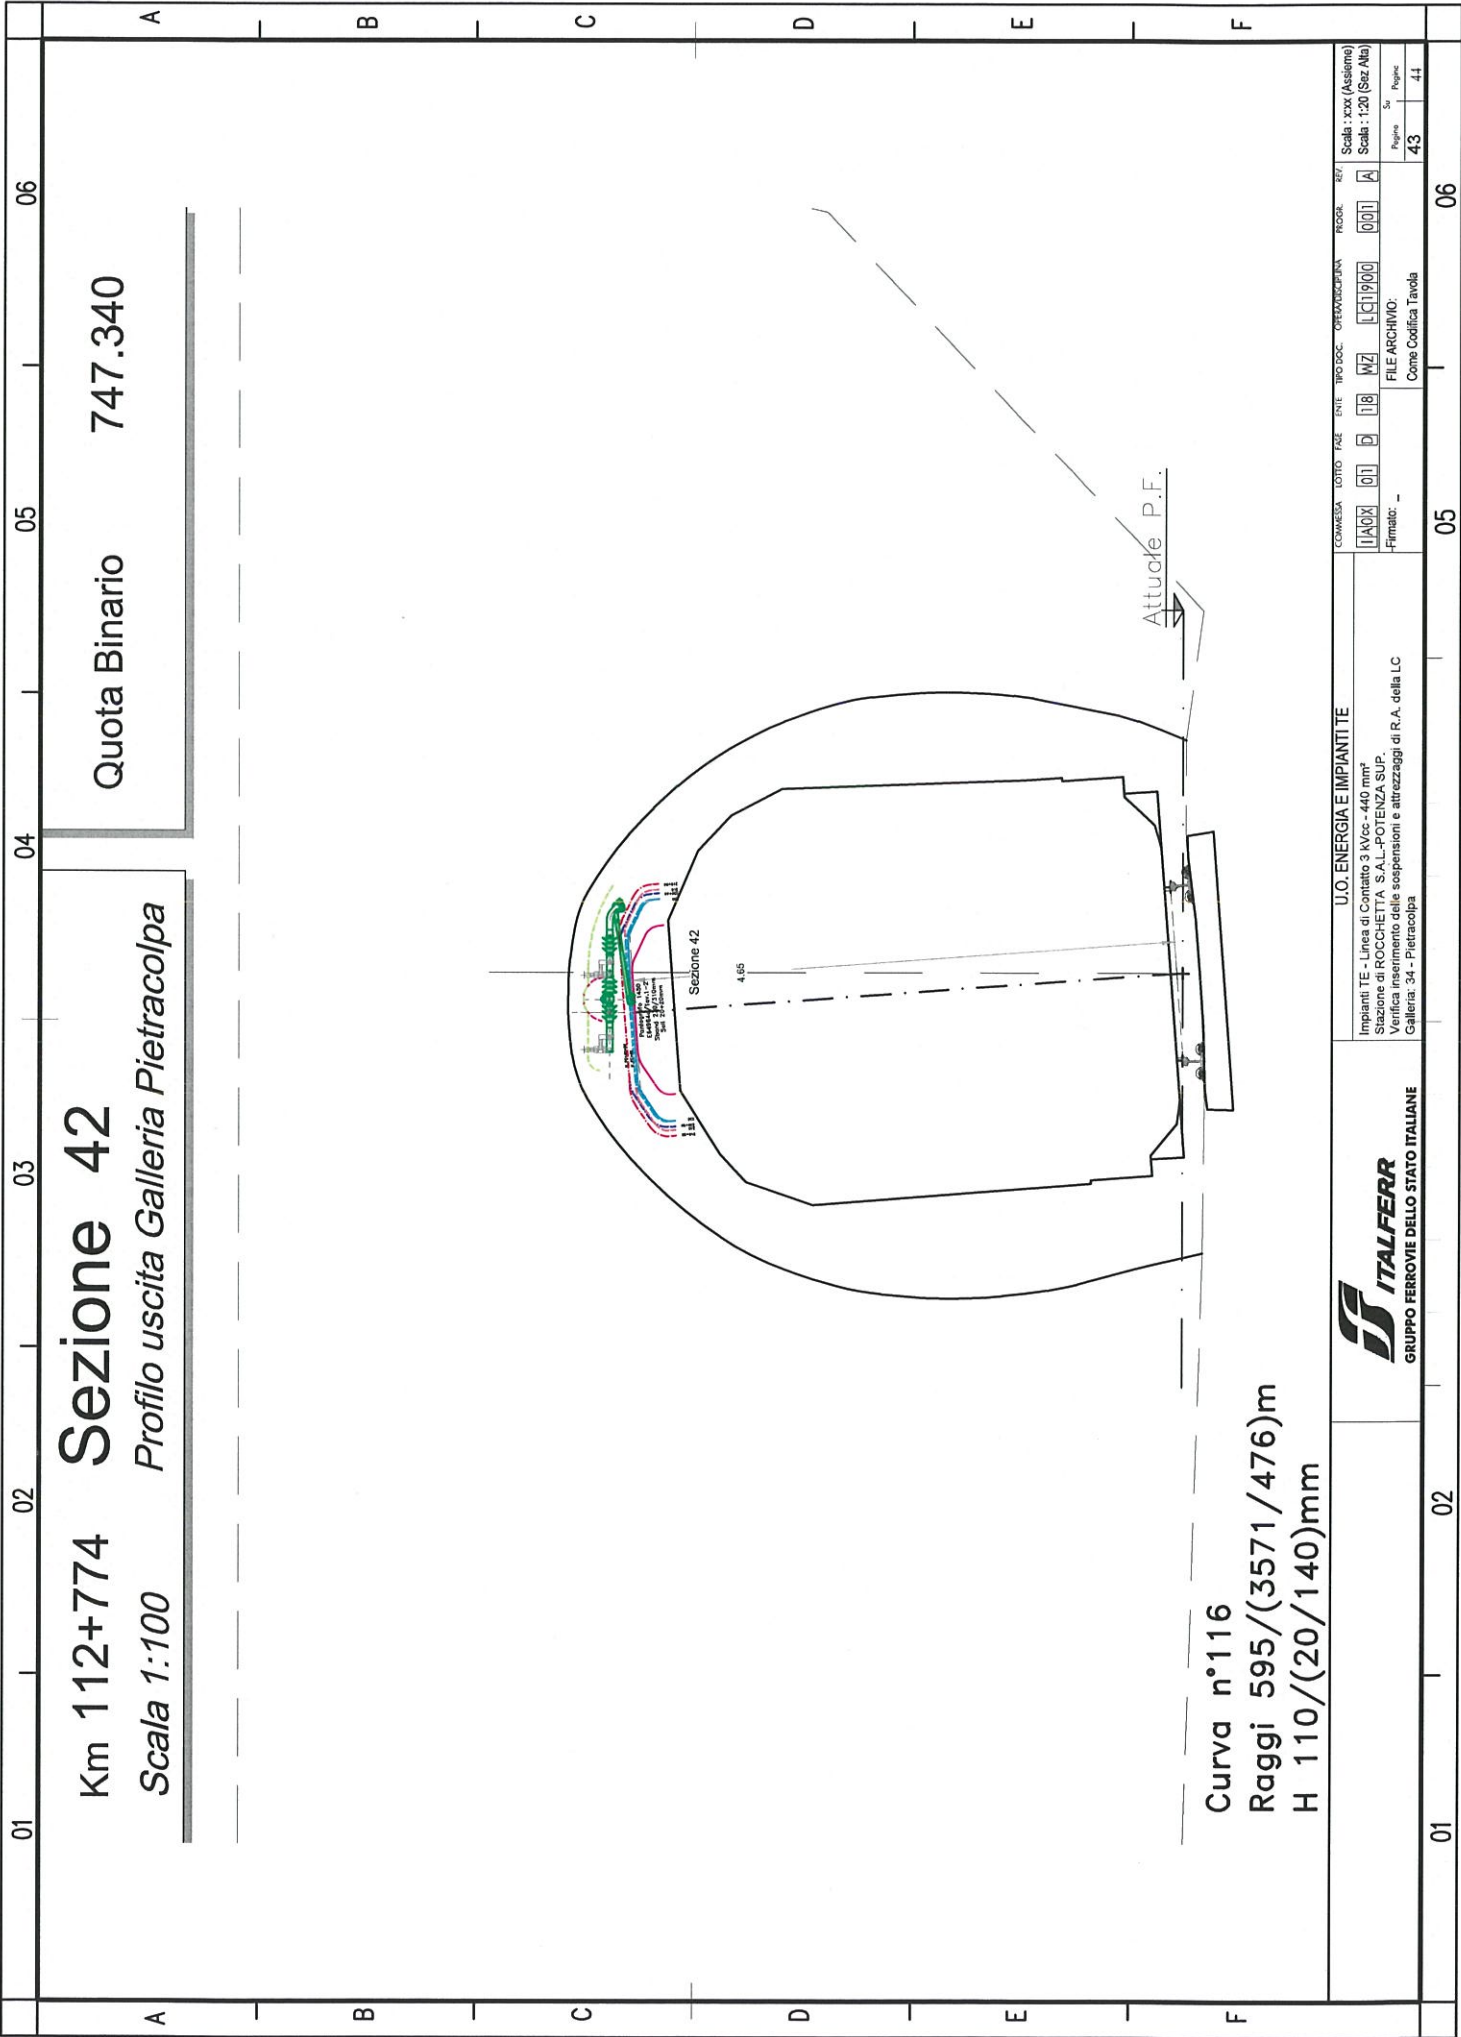 01 02 03 04 05 06
A
B
C
D
E
F
Km 112+774 Sezione 42
Scala 1:100 Profilo uscita Galleria Pietracolpa
Quota Binario 747.340
Sezione 42
4.65
Attuale P.F.
Curva n°116
Raggi 595/(3571/476)m
H 110/(20/140)mm
ITALFERR
GRUPPO FERROVIE DELLO STATO ITALIANE
U.O. ENERGIA E IMPIANTI TE
Impianti TE - Linea di Contatto 3 kVcc - 440 mm²
Stazione di ROCCHETTA S.A.L.-POTENZA SUP.
Verifica inserimento delle sospensioni e attrezzaggi di R.A. della LC
Galleria: 34 - Pietracolpa
COMMESSA LOTTO FASE ENTE TIPO DOC. OPERA/DISCIPLINA PROGR. REV.
IA0X 01 D 18 WZ LC1900 001 A
Firmato: _
FILE ARCHIVIO:
Come Codifica Tavola
Scala : xxx (Assieme)
Scala : 1:20 (Sez Alta)
Pagina Su Pagine
43 44
A
B
C
D
E
F
01 02 05 06